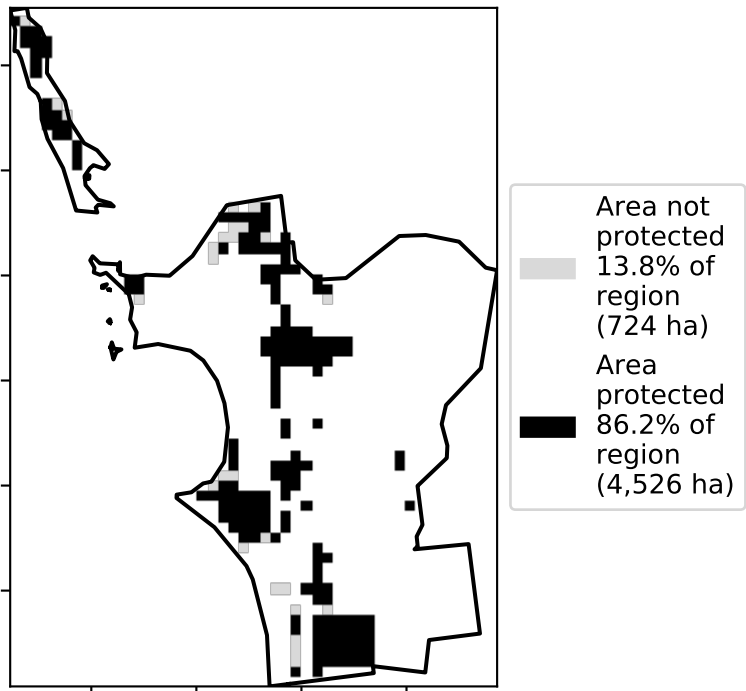 Area not
protected
13.8% of
region
(724 ha)
Area
protected
86.2% of
region
(4,526 ha)